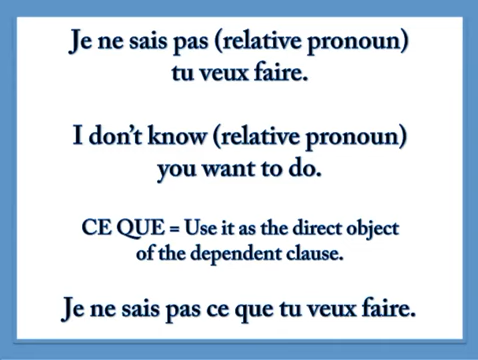 Je ne sais pas (relative pronoun)
tu veux faire.
I don't know (relative pronoun)
you want to do.
CE QUE = Use it as the direct object
of the dependent clause.
Je ne sais pas ce que tu veux faire.